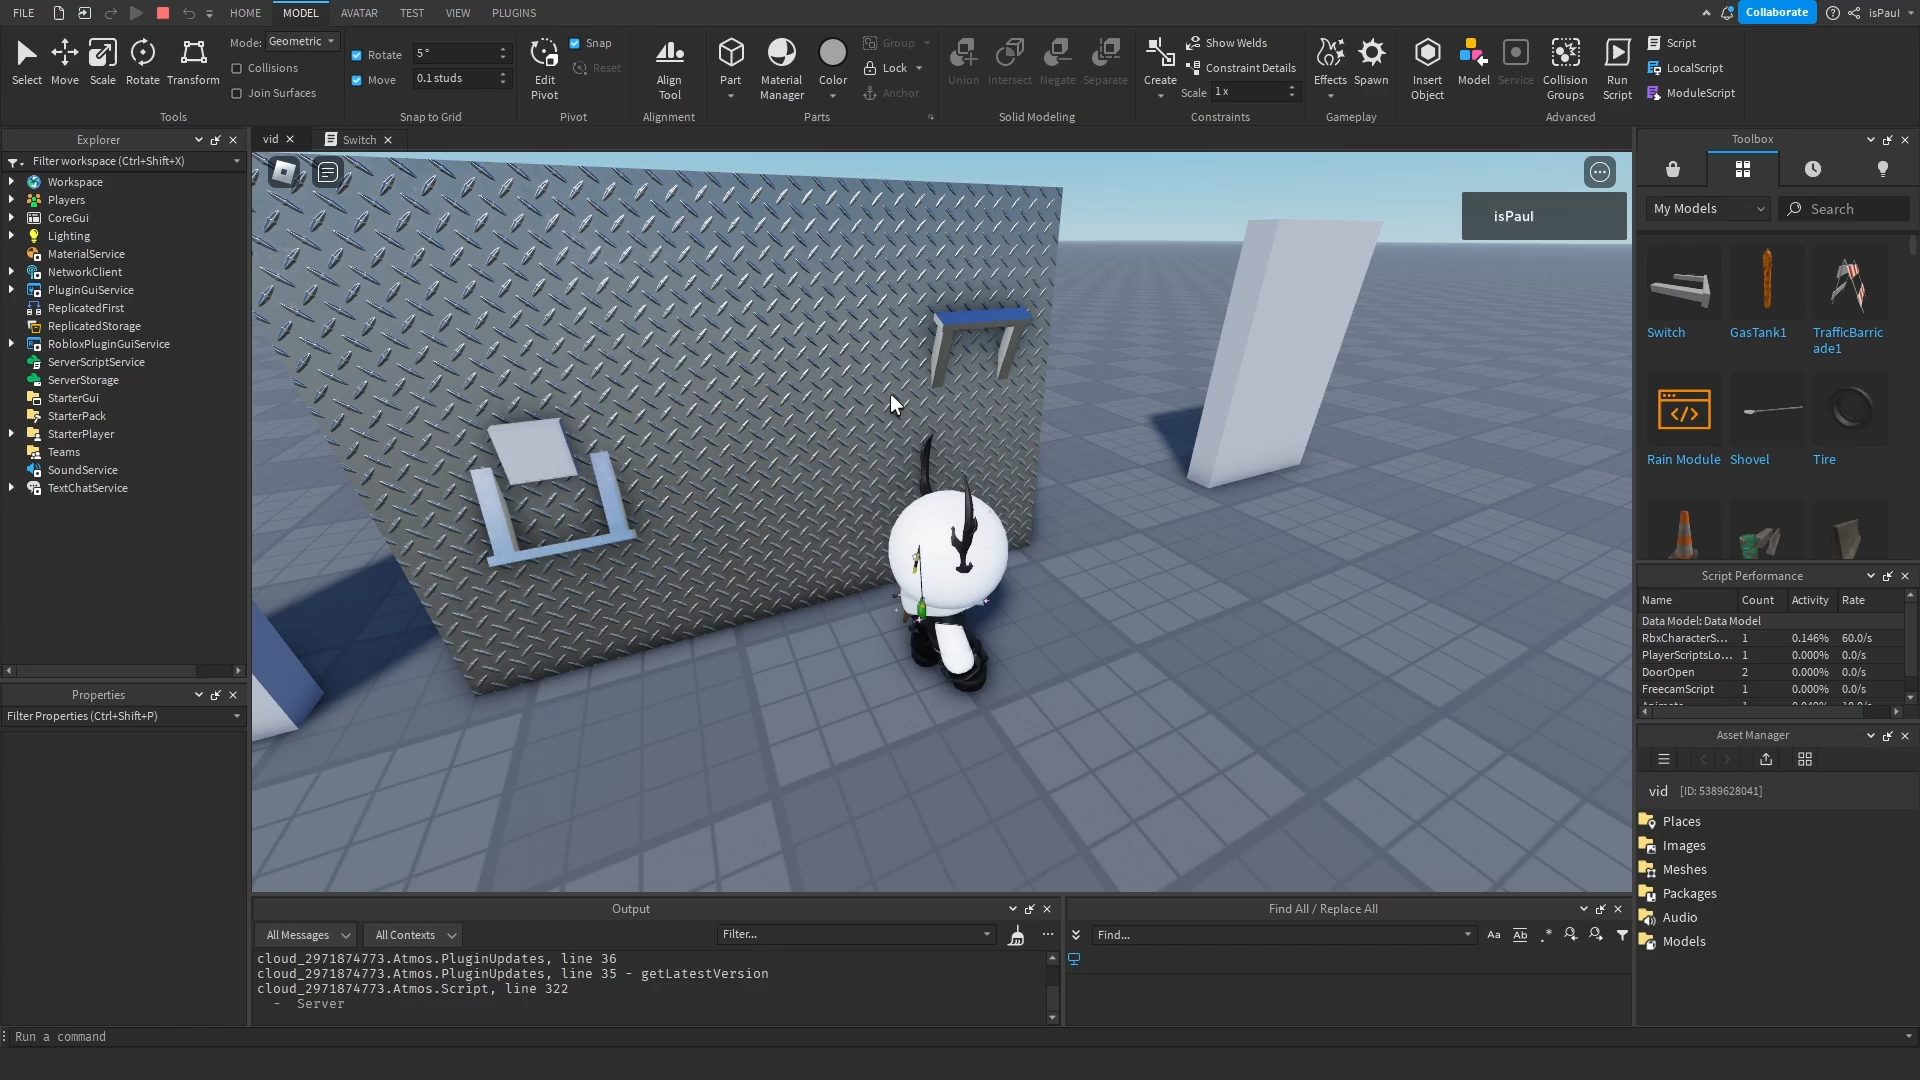 FILE
HOME
MODEL
AVATAR
TEST
VIEW
PLUGINS
Collaborate
isPaul
Select
Move
Scale
Rotate
Transform
Mode:
Geometric
Collisions
Join Surfaces
Tools
Rotate
5 °
Move
0.1 studs
Snap to Grid
Edit
Pivot
Snap
Reset
Pivot
Align
Tool
Alignment
Part
Material
Manager
Color
Group
Lock
Anchor
Parts
Union
Intersect
Negate
Separate
Solid Modeling
Create
Show Welds
Constraint Details
Scale
1 x
Constraints
Effects
Spawn
Gameplay
Insert
Object
Model
Service
Collision
Groups
Run
Script
Script
LocalScript
ModuleScript
Advanced
Explorer
Filter workspace (Ctrl+Shift+X)
Workspace
Players
CoreGui
Lighting
MaterialService
NetworkClient
PluginGuiService
ReplicatedFirst
ReplicatedStorage
RobloxPluginGuiService
ServerScriptService
ServerStorage
StarterGui
StarterPack
StarterPlayer
Teams
SoundService
TextChatService
Properties
Filter Properties (Ctrl+Shift+P)
vid
Switch
isPaul
Toolbox
My Models
Search
Switch
GasTank1
TrafficBarric
ade1
Rain Module
Shovel
Tire
Script Performance
Name
Count
Activity
Rate
Data Model: Data Model
RbxCharacterS... 1 0.146% 60.0/s
PlayerScriptsLo... 1 0.000% 0.0/s
DoorOpen 2 0.000% 0.0/s
FreecamScript 1 0.000% 0.0/s
Asset Manager
vid [ID: 5389628041]
Places
Images
Meshes
Packages
Audio
Models
Output
All Messages
All Contexts
Filter...
cloud_2971874773.Atmos.PluginUpdates, line 36
cloud_2971874773.Atmos.PluginUpdates, line 35 - getLatestVersion
cloud_2971874773.Atmos.Script, line 322
- Server
Find All / Replace All
Find...
Aa
Ab
.*
Run a command